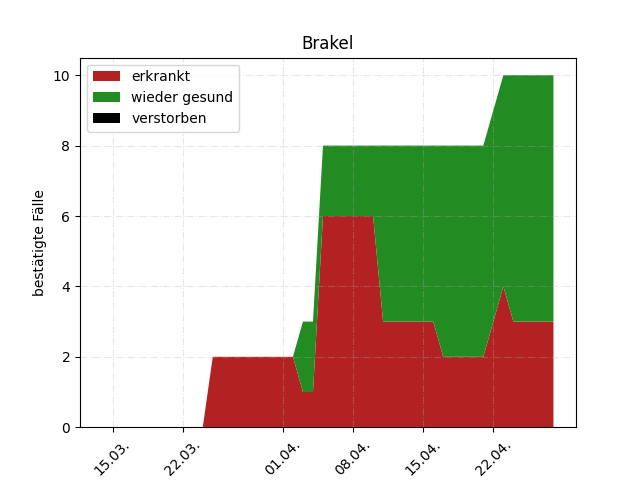 Brakel
erkrankt
wieder gesund
verstorben
bestätigte Fälle
10
8
6
4
2
0
15.03.
22.03.
01.04.
08.04.
15.04.
22.04.